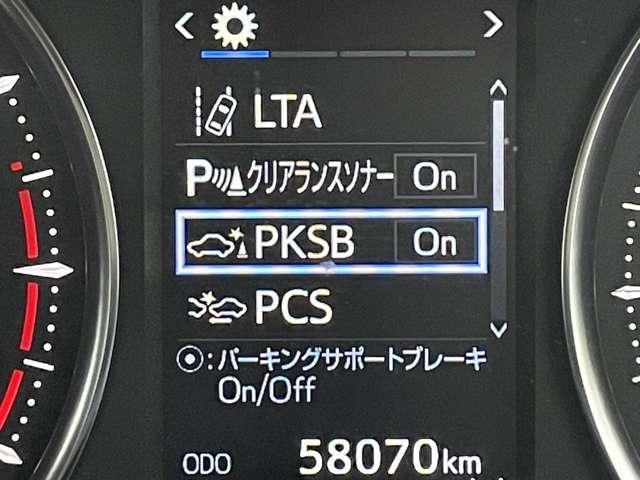 LTA
P クリアランスソナー On
PKSB On
PCS
:パーキングサポートブレーキ
On/Off
ODO 58070km